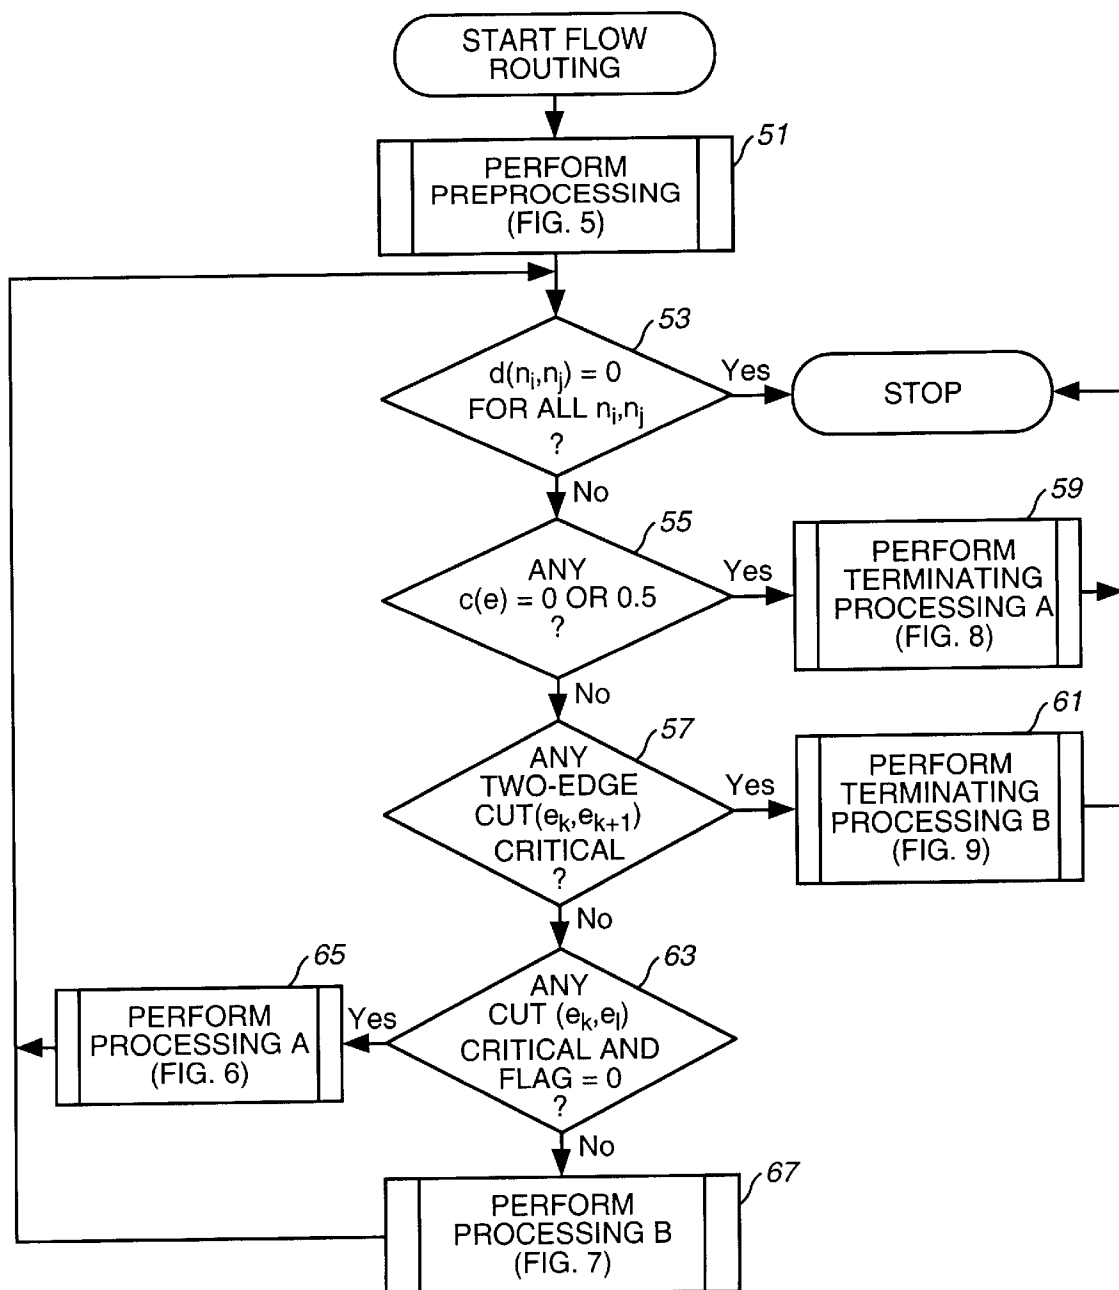 START FLOW
ROUTING
51
PERFORM
PREPROCESSING
(FIG. 5)
53
d(nᵢ,nⱼ) = 0
FOR ALL nᵢ,nⱼ
?
Yes
STOP
No
55
ANY
c(e) = 0 OR 0.5
?
Yes
59
PERFORM
TERMINATING
PROCESSING A
(FIG. 8)
No
57
ANY
TWO-EDGE
CUT(eₖ,eₖ₊₁)
CRITICAL
?
Yes
61
PERFORM
TERMINATING
PROCESSING B
(FIG. 9)
No
63
ANY
CUT (eₖ,eₗ)
CRITICAL AND
FLAG = 0
?
Yes
65
PERFORM
PROCESSING A
(FIG. 6)
No
67
PERFORM
PROCESSING B
(FIG. 7)